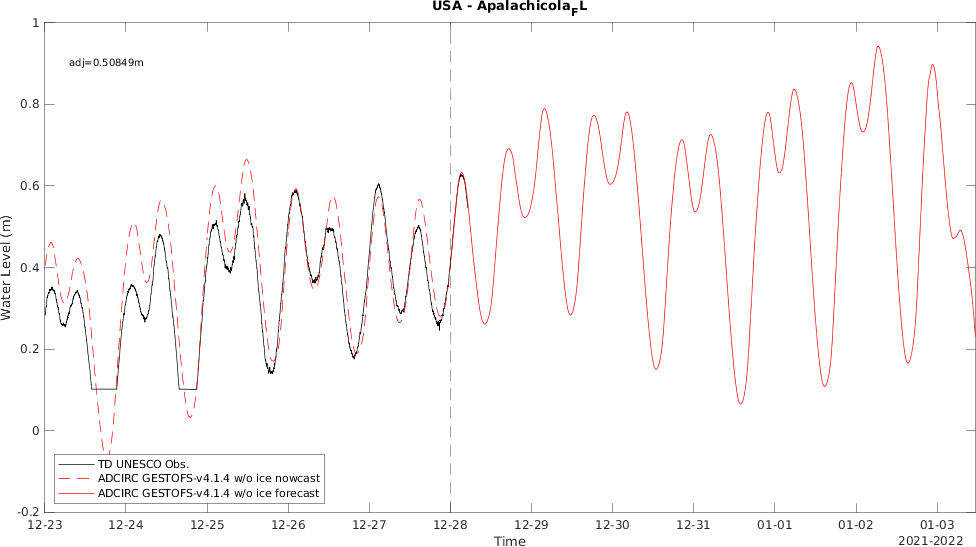 USA - ApalachicolaFL
adj=0.50849m
1
0.8
0.6
0.4
0.2
0
-0.2
Water Level (m)
TD UNESCO Obs.
ADCIRC GESTOFS-v4.1.4 w/o ice nowcast
ADCIRC GESTOFS-v4.1.4 w/o ice forecast
12-23 12-24 12-25 12-26 12-27 12-28 12-29 12-30 12-31 01-01 01-02 01-03
Time
2021-2022